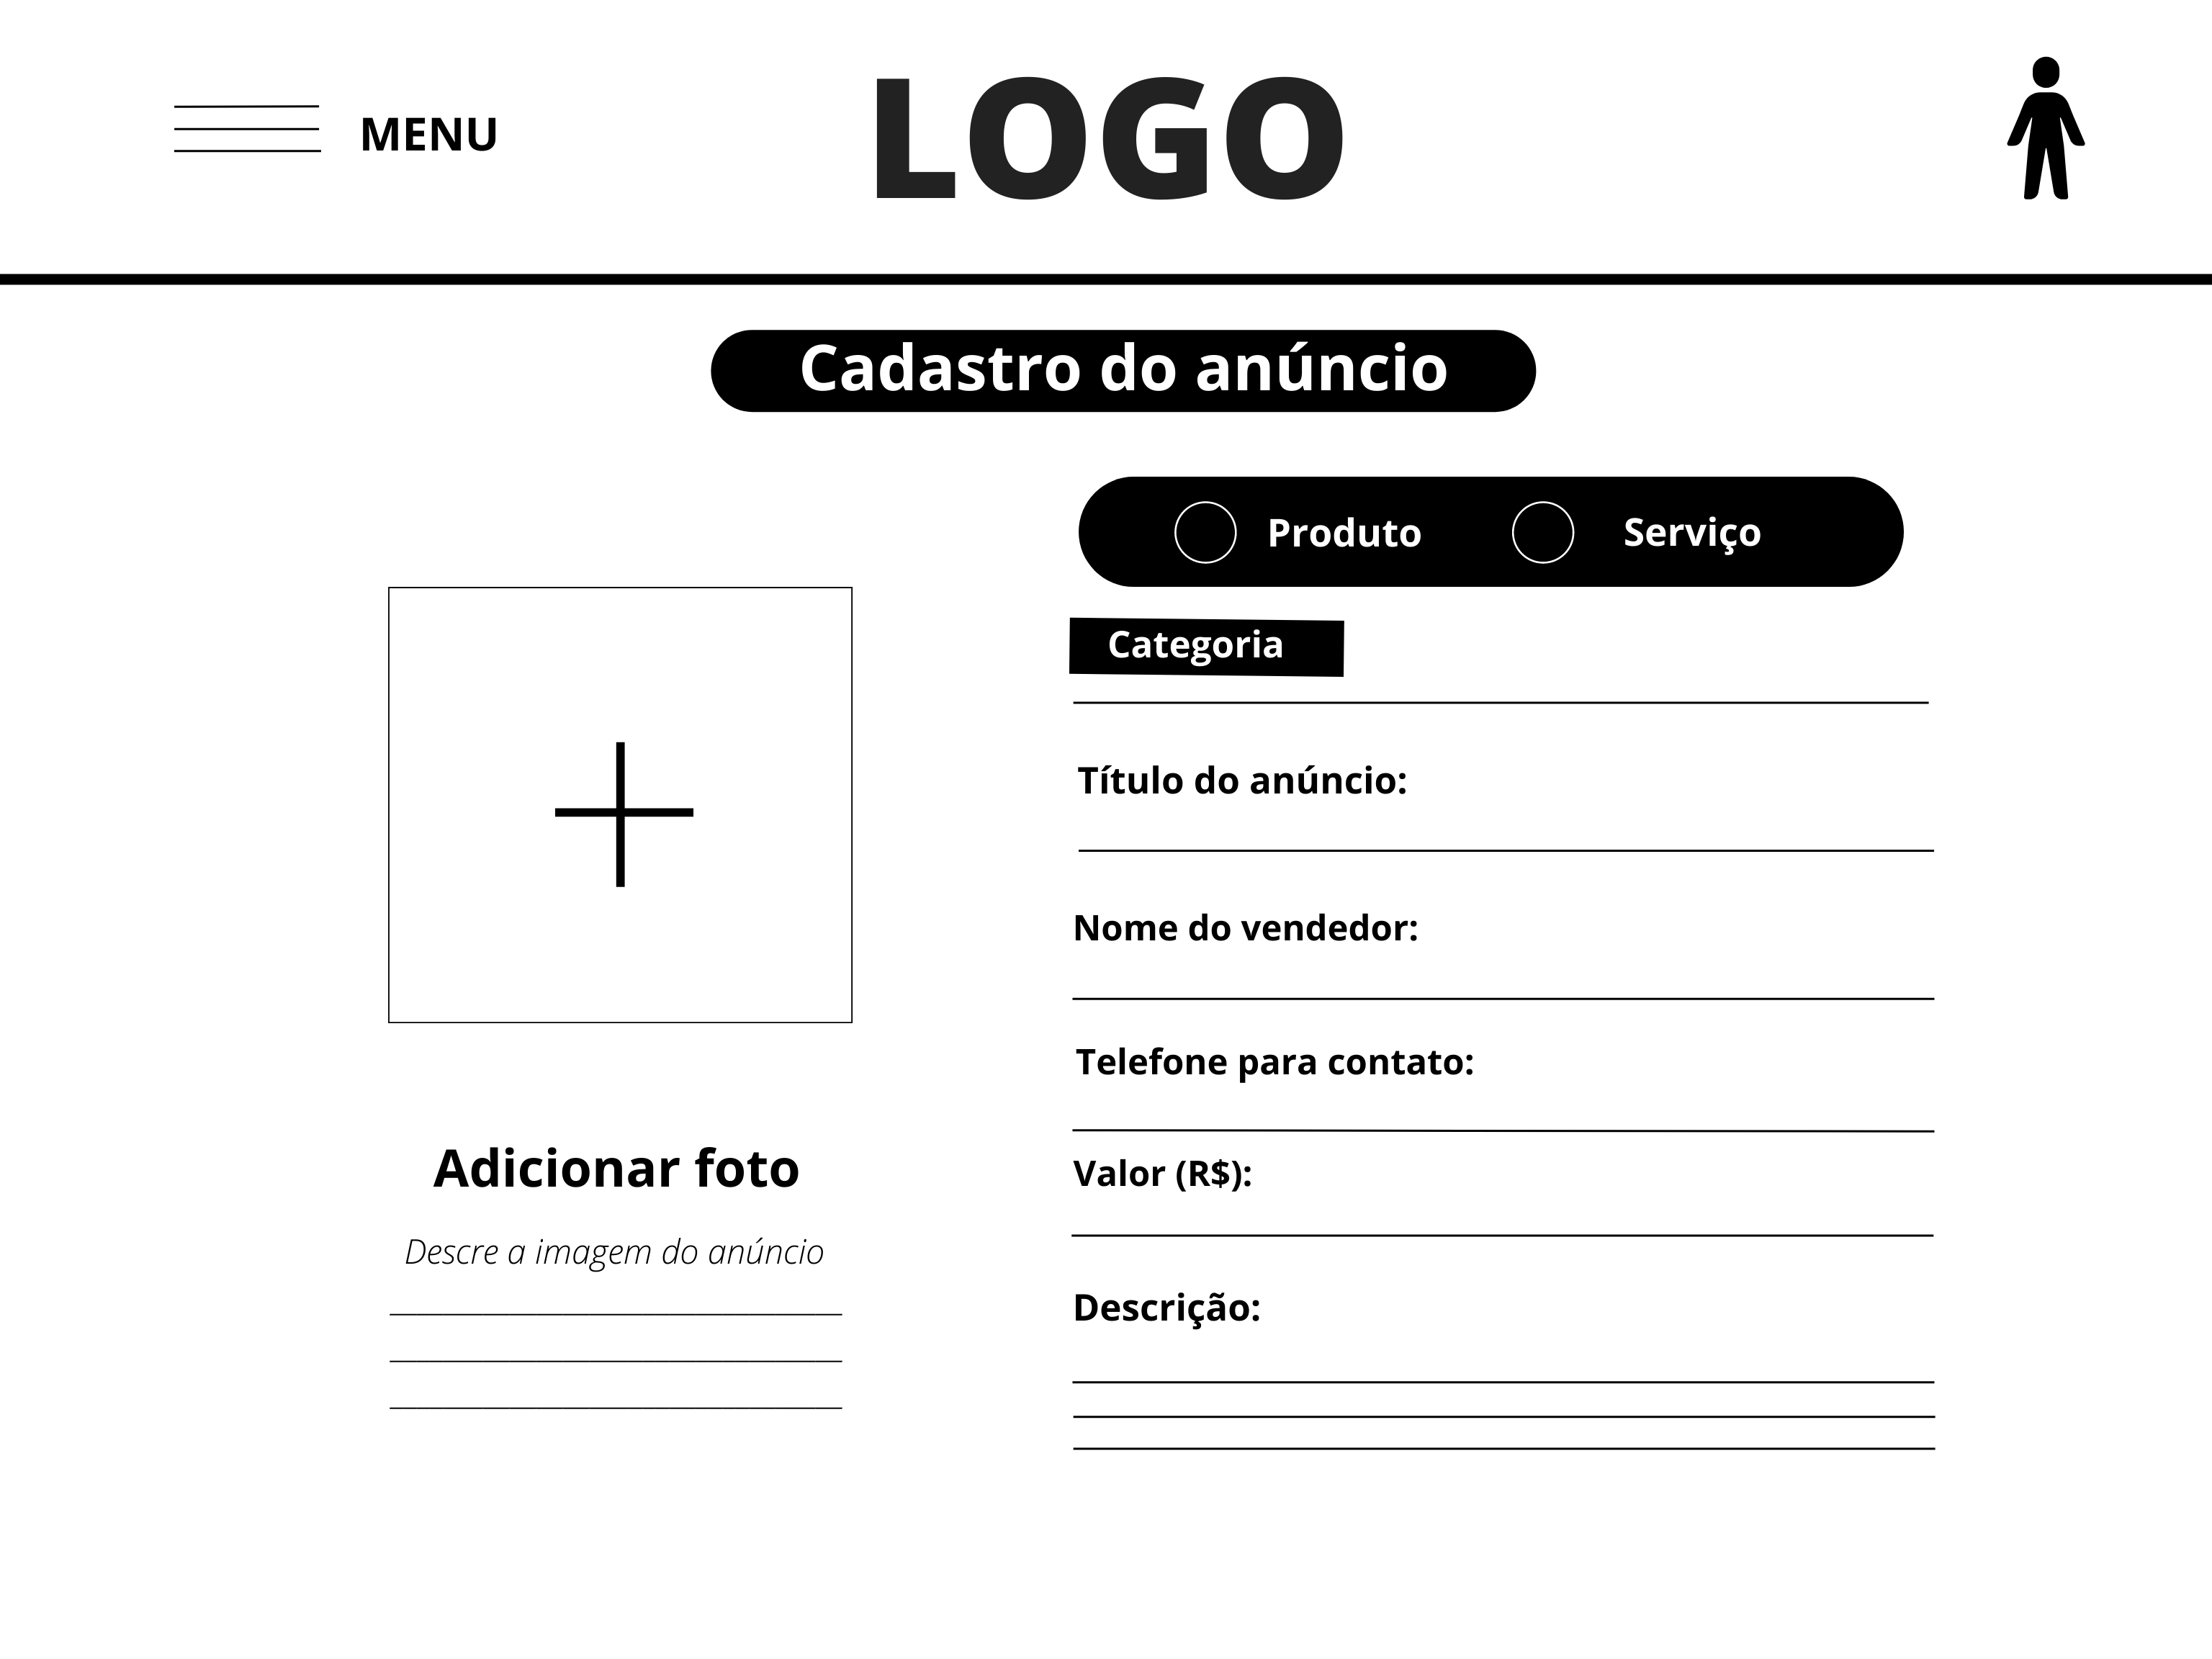 MENU
LOGO
Cadastro do anúncio
Produto
Serviço
Categoria
Título do anúncio:
Nome do vendedor:
Telefone para contato:
Valor (R$):
Descrição:
Adicionar foto
Descre a imagem do anúncio